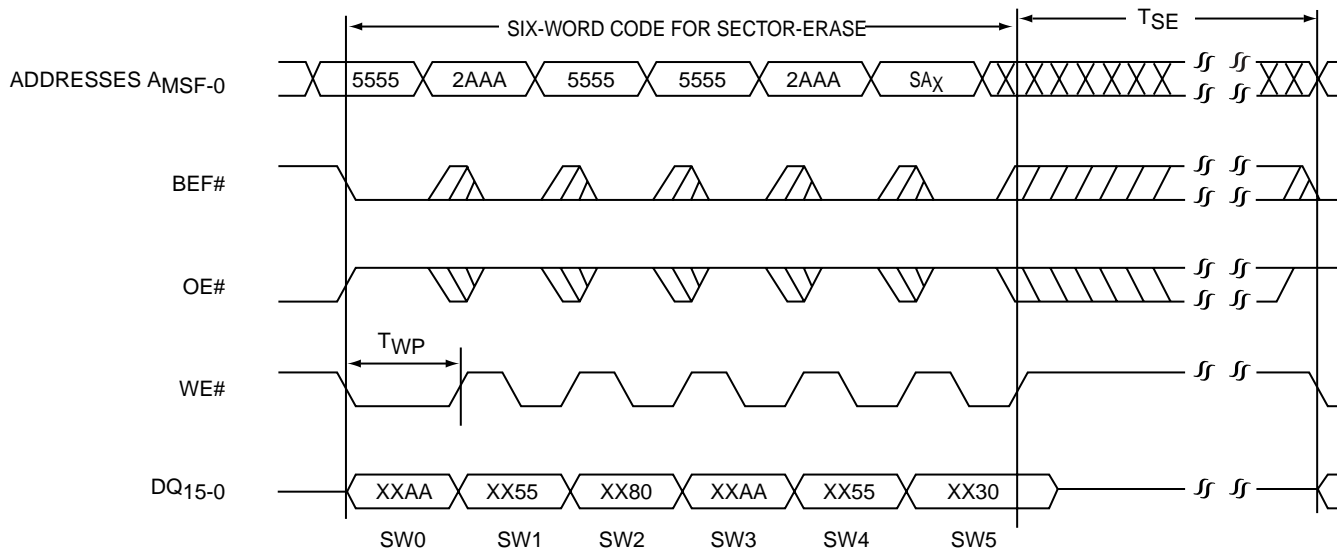 SIX-WORD CODE FOR SECTOR-ERASE
TSE
ADDRESSES AMSF-0
5555
2AAA
5555
5555
2AAA
SAX
BEF#
OE#
TWP
WE#
DQ15-0
XXAA
XX55
XX80
XXAA
XX55
XX30
SW0
SW1
SW2
SW3
SW4
SW5